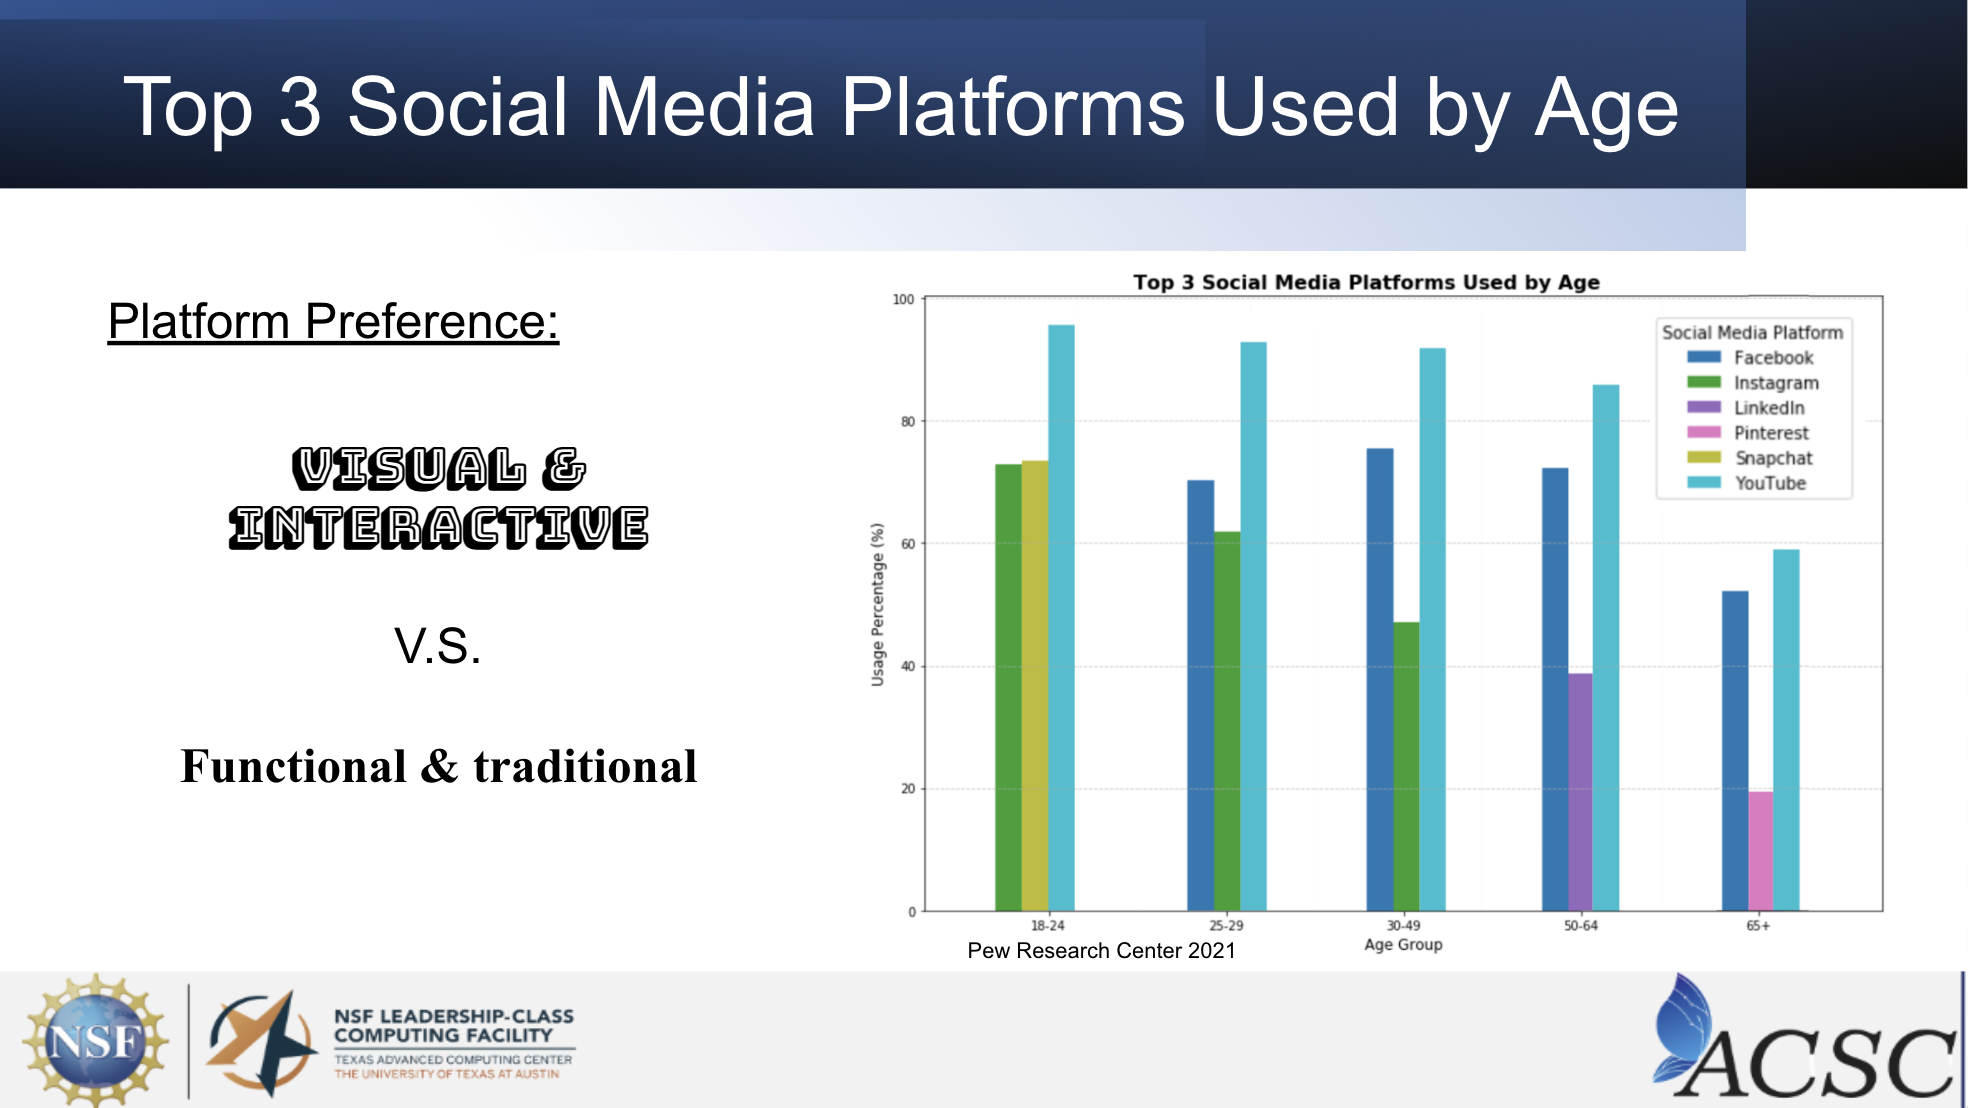 Top 3 Social Media Platforms Used by Age
Platform Preference:
VISUAL &
INTERACTIVE
V.S.
Functional & traditional
Top 3 Social Media Platforms Used by Age
100
80
60
40
20
0
Usage Percentage (%)
Social Media Platform
Facebook
Instagram
LinkedIn
Pinterest
Snapchat
YouTube
18-24
25-29
30-49
50-64
65+
Age Group
Pew Research Center 2021
NSF
NSF LEADERSHIP-CLASS
COMPUTING FACILITY
TEXAS ADVANCED COMPUTING CENTER
THE UNIVERSITY OF TEXAS AT AUSTIN
ACSC